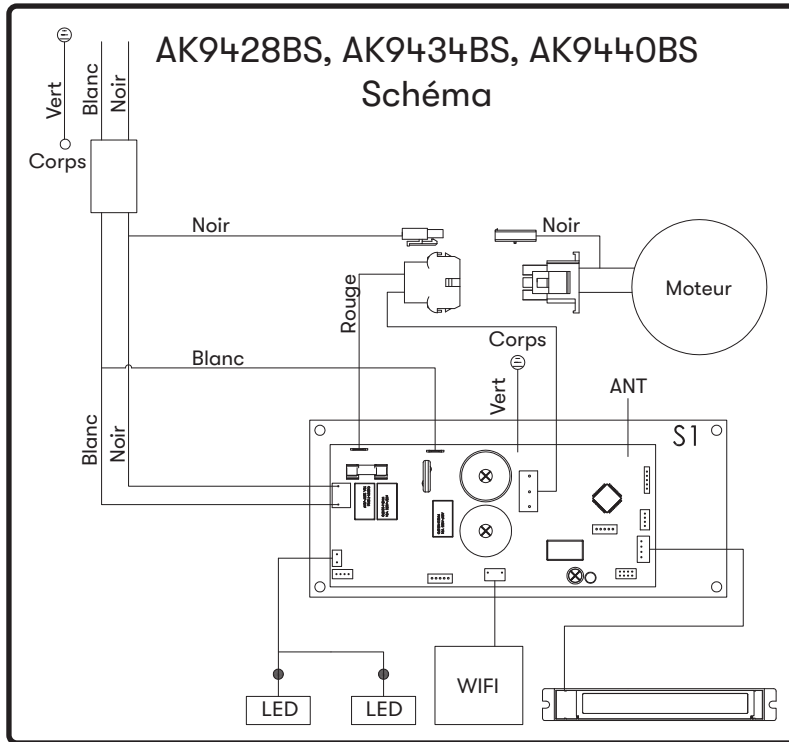 AK9428BS, AK9434BS, AK9440BS
Schéma
Vert
Blanc
Noir
Corps
Noir
Noir
Moteur
Rouge
Corps
Blanc
Vert
ANT
Blanc
Noir
S1
WIFI
LED
LED